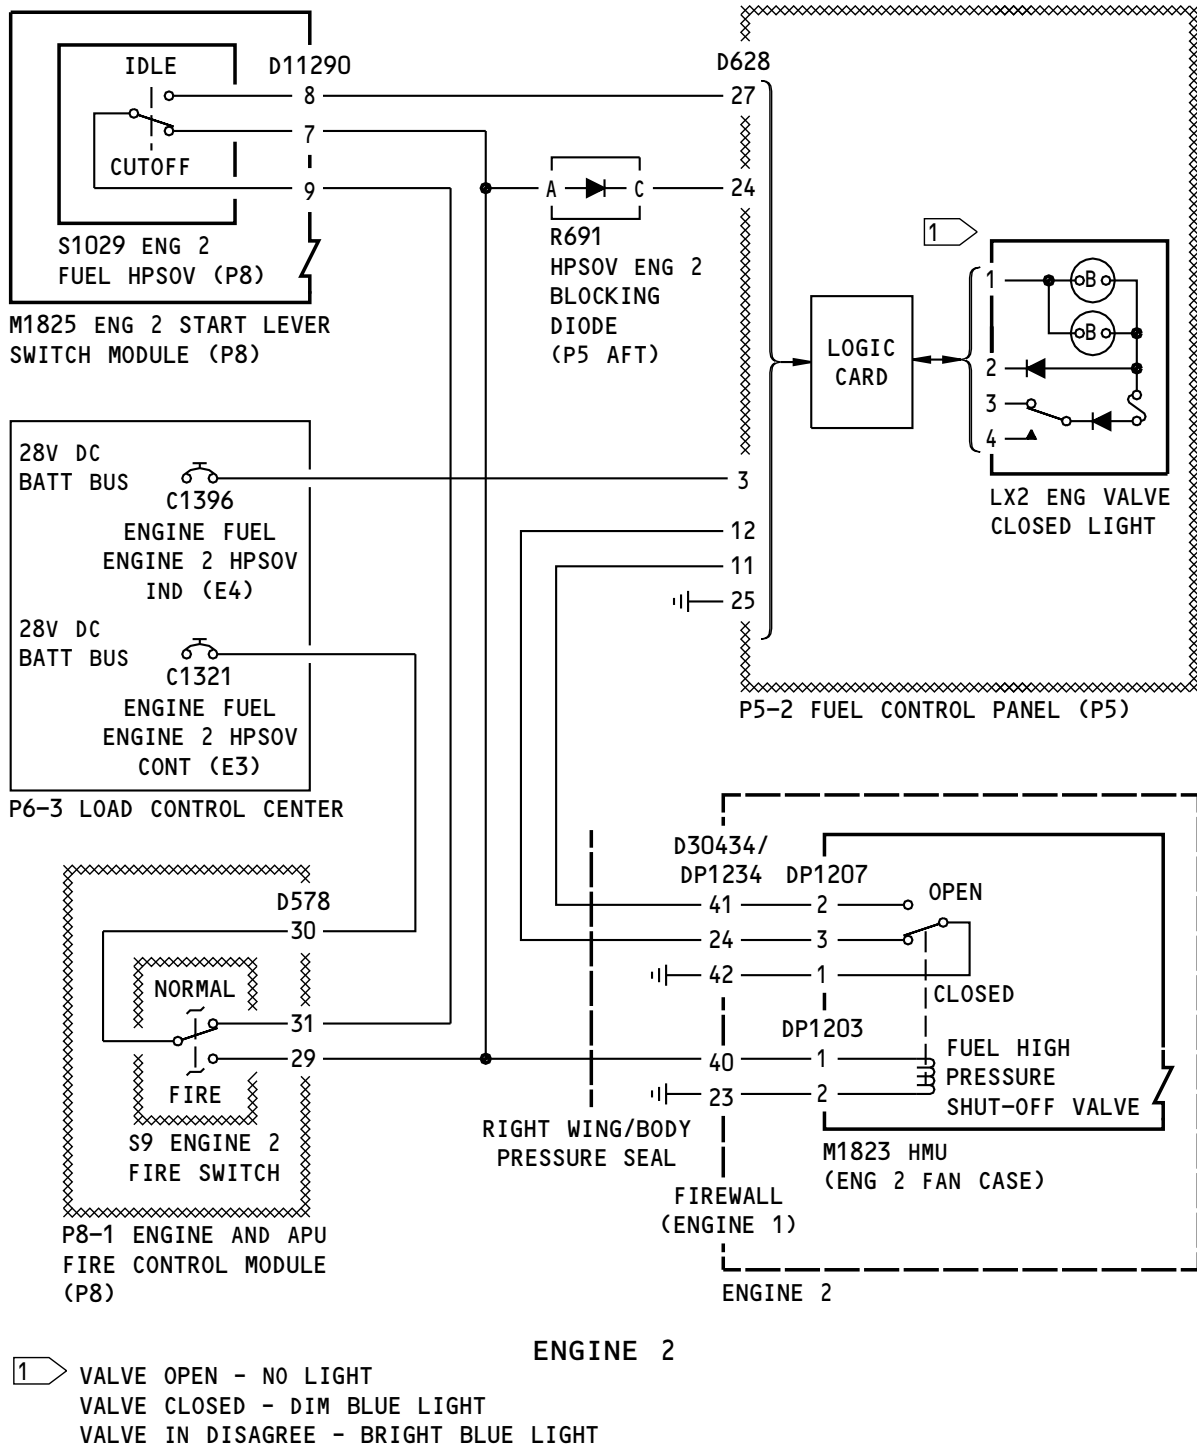 IDLE
D11290
8
7
CUTOFF
9
S1029 ENG 2
FUEL HPSOV (P8)
M1825 ENG 2 START LEVER
SWITCH MODULE (P8)
A
C
R691
HPSOV ENG 2
BLOCKING
DIODE
(P5 AFT)
D628
27
24
3
12
11
25
LOGIC
CARD
1
1
B
B
2
3
4
LX2 ENG VALVE
CLOSED LIGHT
P5-2 FUEL CONTROL PANEL (P5)
28V DC
BATT BUS
C1396
ENGINE FUEL
ENGINE 2 HPSOV
IND (E4)
28V DC
BATT BUS
C1321
ENGINE FUEL
ENGINE 2 HPSOV
CONT (E3)
P6-3 LOAD CONTROL CENTER
D578
30
NORMAL
31
29
FIRE
S9 ENGINE 2
FIRE SWITCH
P8-1 ENGINE AND APU
FIRE CONTROL MODULE
(P8)
RIGHT WING/BODY
PRESSURE SEAL
D30434/
DP1234
DP1207
41
2
OPEN
24
3
42
1
CLOSED
DP1203
40
1
23
2
FUEL HIGH
PRESSURE
SHUT-OFF VALVE
M1823 HMU
(ENG 2 FAN CASE)
FIREWALL
(ENGINE 1)
ENGINE 2
ENGINE 2
1 VALVE OPEN - NO LIGHT
VALVE CLOSED - DIM BLUE LIGHT
VALVE IN DISAGREE - BRIGHT BLUE LIGHT